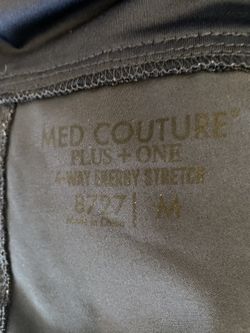 MED COUTURE®
PLUS + ONE
4-WAY ENERGY STRETCH
8727 | M
Made in China